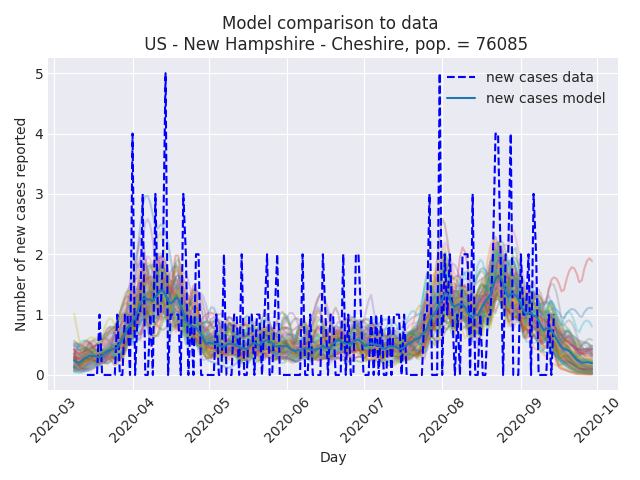 Model comparison to data
US - New Hampshire - Cheshire, pop. = 76085
new cases data
new cases model
Number of new cases reported
5
4
3
2
1
0
2020-03
2020-04
2020-05
2020-06
2020-07
2020-08
2020-09
2020-10
Day